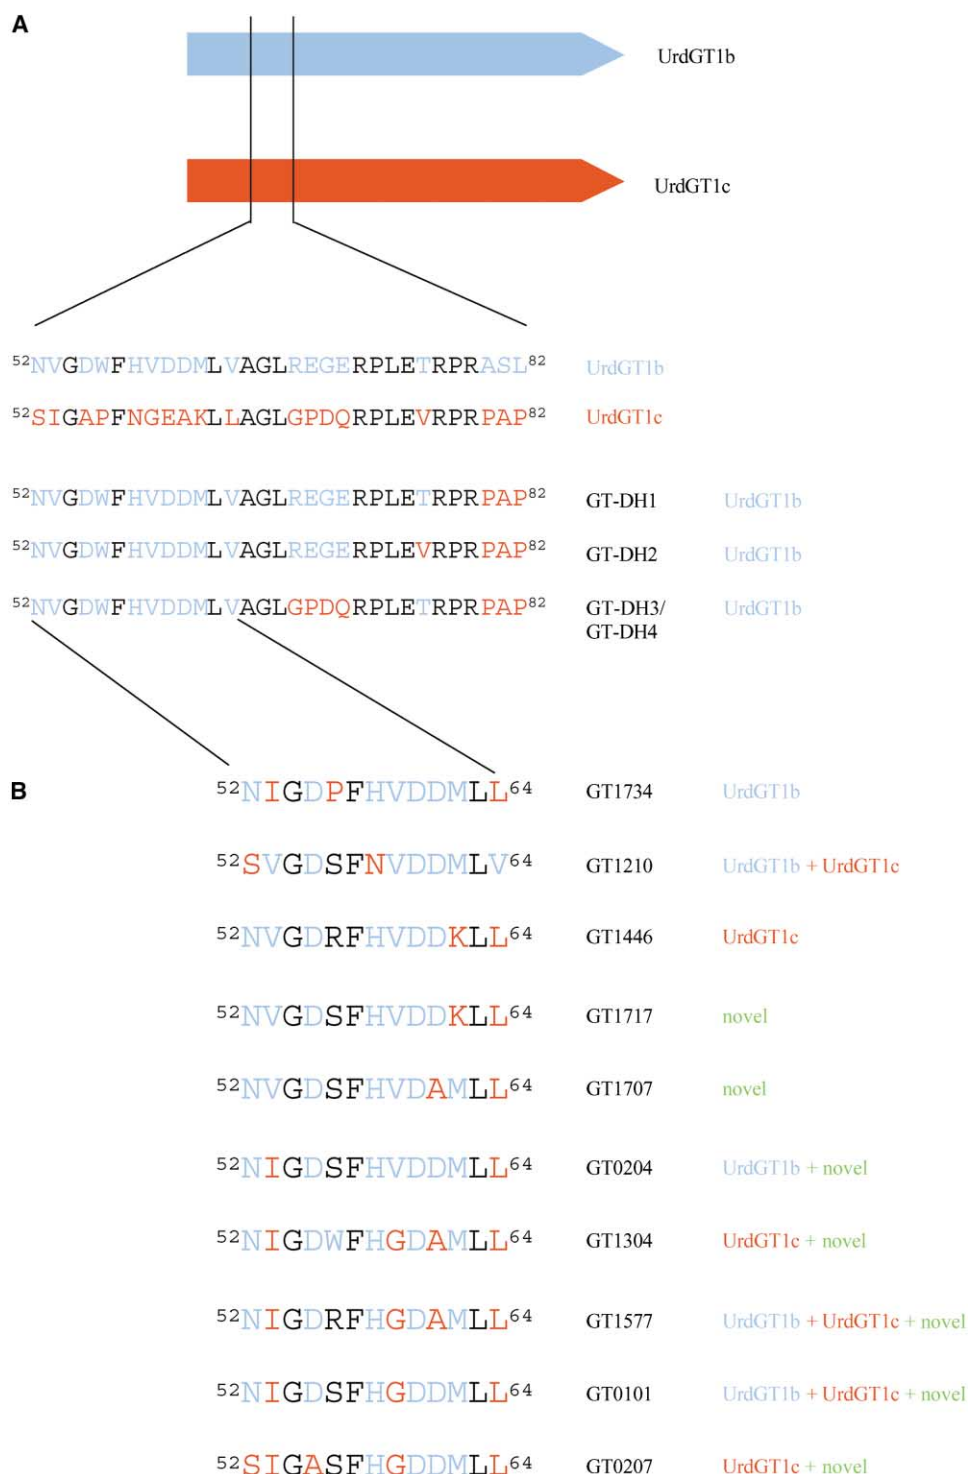 A
UrdGT1b
UrdGT1c
52NVGDWFHVDDMLVAGLREGERPLETRPRASL82 UrdGT1b
52SIGAPFNGEAKLLAGLGPDQRPLEVRPRPAP82 UrdGT1c
52NVGDWFHVDDMLVAGLREGERPLETRPRPAP82 GT-DH1 UrdGT1b
52NVGDWFHVDDMLVAGLREGERPLEVRPRPAP82 GT-DH2 UrdGT1b
52NVGDWFHVDDMLVAGLGPDQRPLETRPRPAP82 GT-DH3/ UrdGT1b
GT-DH4
B
52NIGDPFHVDDMLL64 GT1734 UrdGT1b
52SVGDSFNVDDMLV64 GT1210 UrdGT1b + UrdGT1c
52NVGDRFHVDDKLL64 GT1446 UrdGT1c
52NVGDSFHVDDKLL64 GT1717 novel
52NVGDSFHVDAMLL64 GT1707 novel
52NIGDSFHVDDMLL64 GT0204 UrdGT1b + novel
52NIGDWFHGDAMLL64 GT1304 UrdGT1c + novel
52NIGDRFHGDAMLL64 GT1577 UrdGT1b + UrdGT1c + novel
52NIGDSFHGDDMLL64 GT0101 UrdGT1b + UrdGT1c + novel
52SIGASFHGDDMLL64 GT0207 UrdGT1c + novel